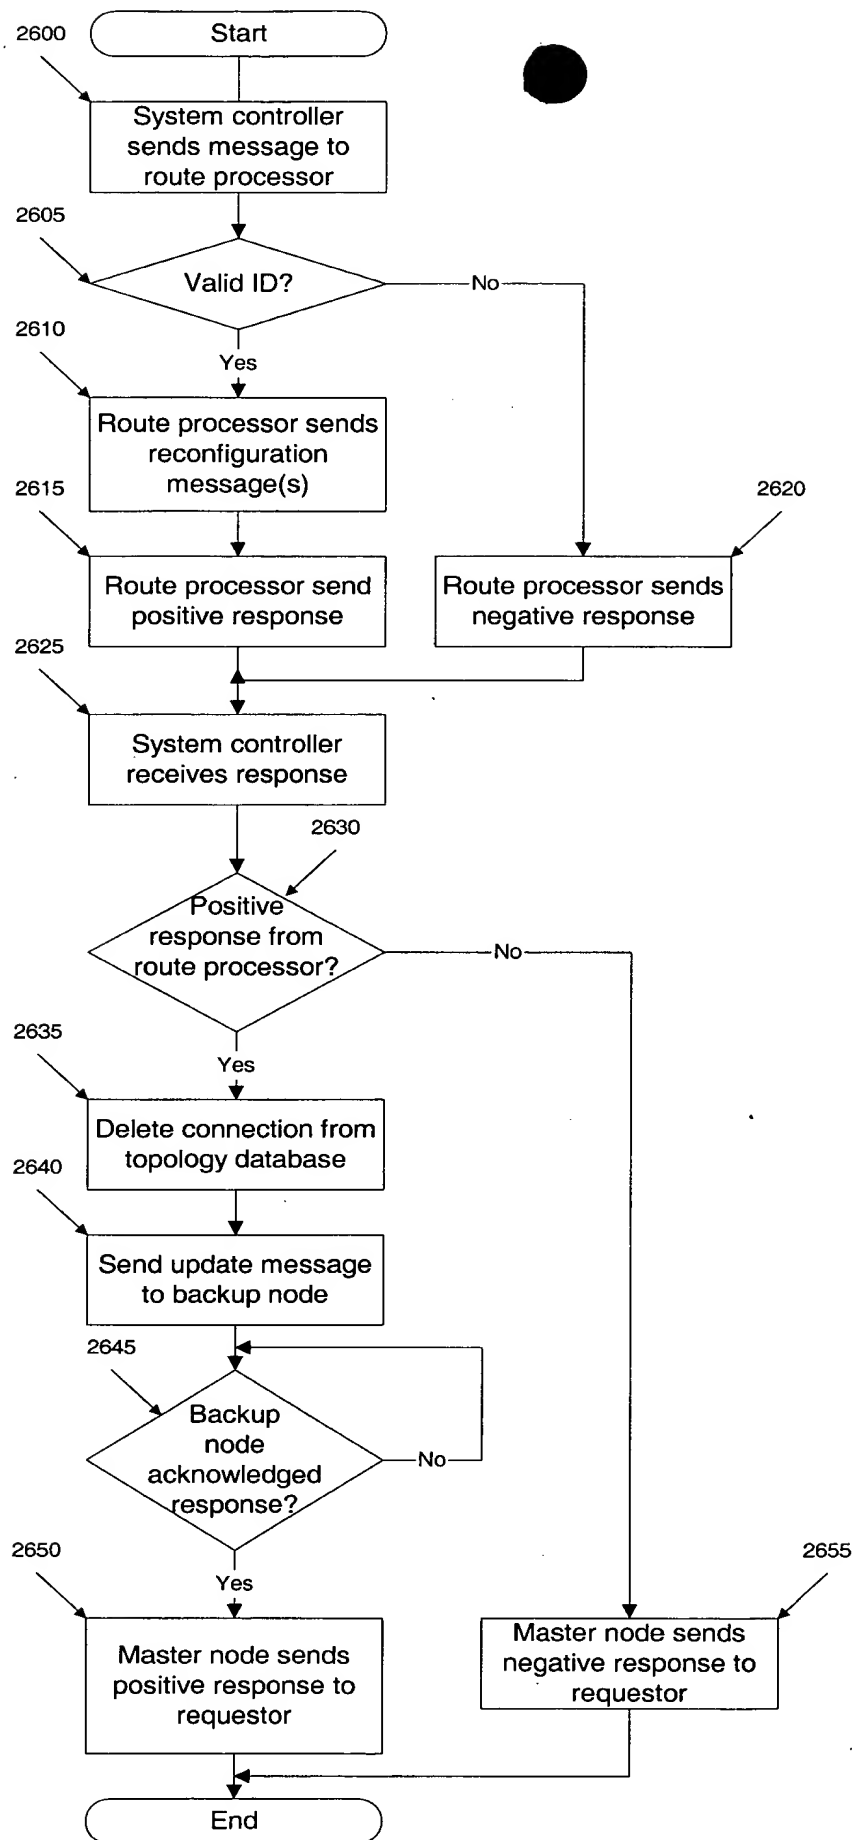 2600
Start
System controller
sends message to
route processor
2605
Valid ID?
No
2610
Yes
Route processor sends
reconfiguration
message(s)
2615
2620
Route processor send
positive response
Route processor sends
negative response
2625
System controller
receives response
2630
Positive
response from
route processor?
No
2635
Yes
Delete connection from
topology database
2640
Send update message
to backup node
2645
Backup
node
acknowledged
response?
No
2650
Yes
2655
Master node sends
positive response to
requestor
Master node sends
negative response to
requestor
End